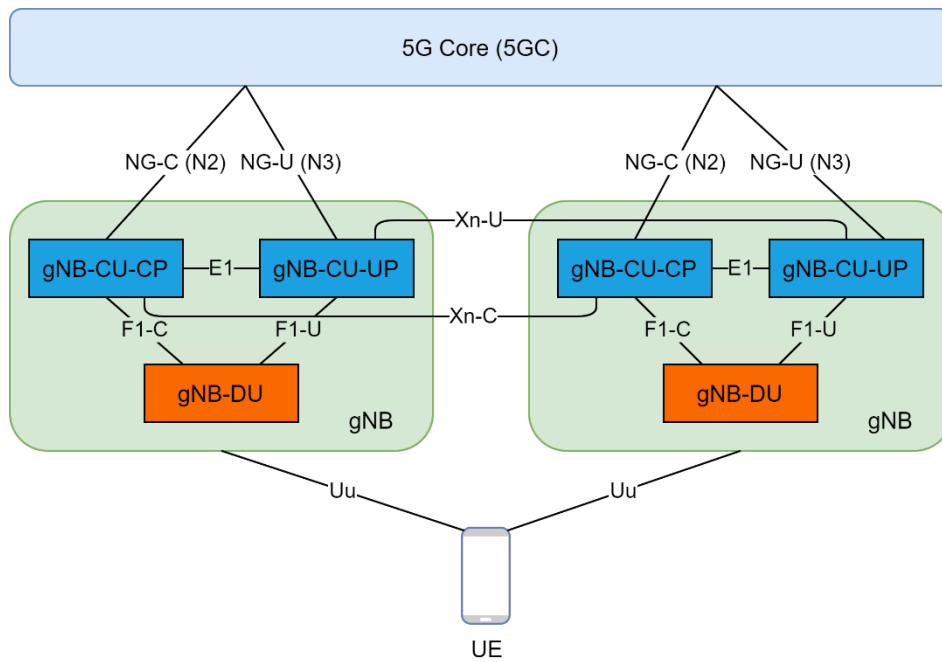 5G Core (5GC)
NG-C (N2)
NG-U (N3)
NG-C (N2)
NG-U (N3)
Xn-U
gNB-CU-CP
E1
gNB-CU-UP
gNB-CU-CP
E1
gNB-CU-UP
Xn-C
F1-C
F1-U
F1-C
F1-U
gNB-DU
gNB
gNB-DU
gNB
Uu
Uu
UE